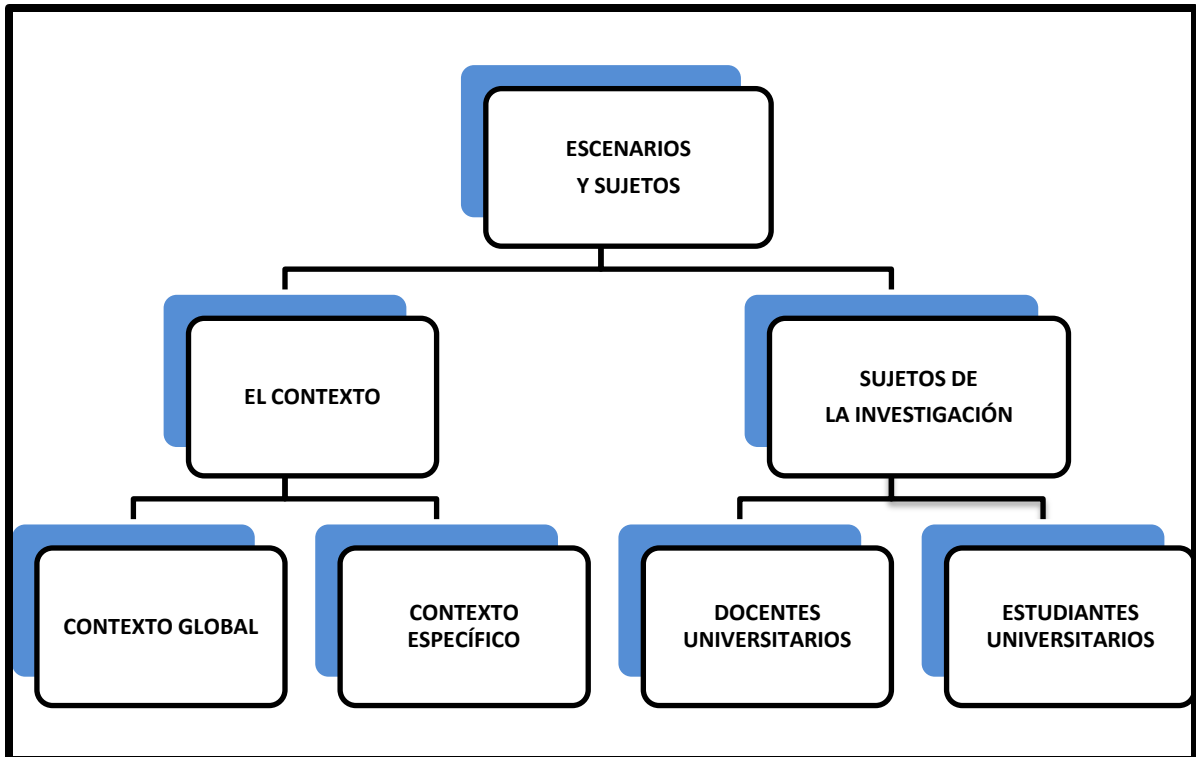 ESCENARIOS
Y SUJETOS
EL CONTEXTO
SUJETOS DE
LA INVESTIGACIÓN
CONTEXTO GLOBAL
CONTEXTO
ESPECÍFICO
DOCENTES
UNIVERSITARIOS
ESTUDIANTES
UNIVERSITARIOS